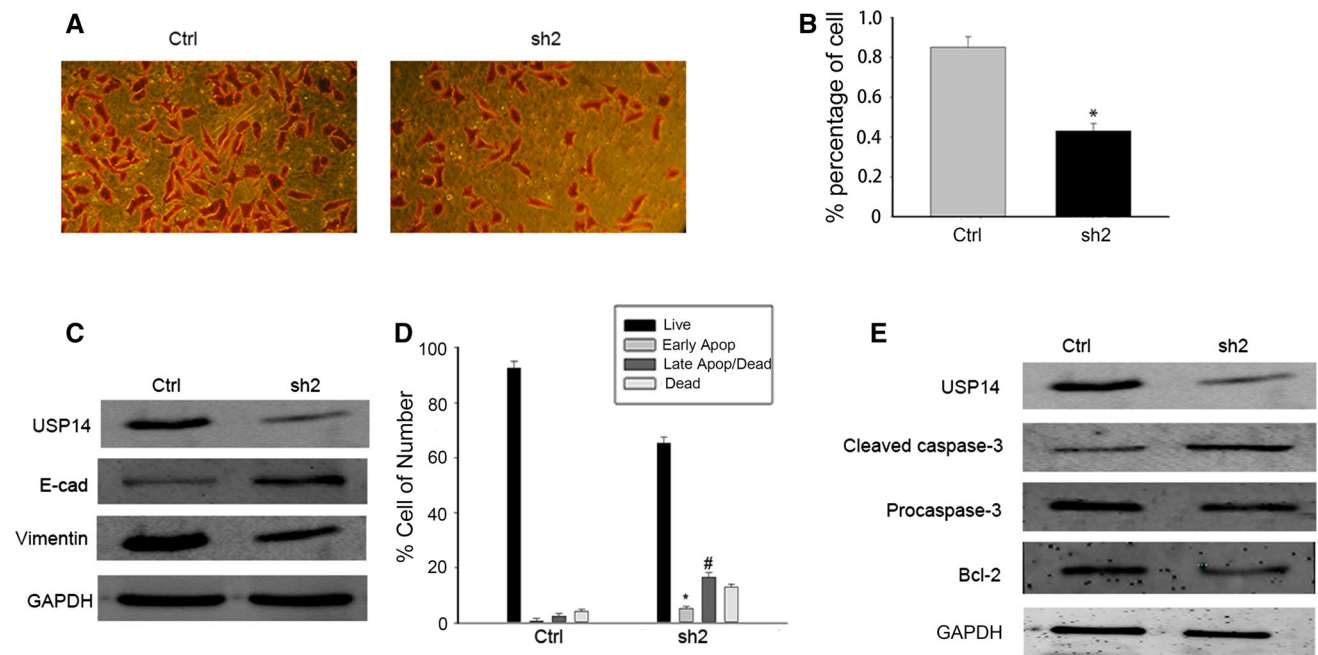 A
Ctrl
sh2
B
% percentage of cell
1.0
0.8
0.6
0.4
0.2
0
*
Ctrl
sh2
C
Ctrl
sh2
USP14
E-cad
Vimentin
GAPDH
D
Live
Early Apop
Late Apop/Dead
Dead
% Cell of Number
100
80
60
40
20
0
*
#
Ctrl
sh2
E
Ctrl
sh2
USP14
Cleaved caspase-3
Procaspase-3
Bcl-2
GAPDH